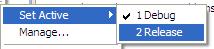 Set Active
Manage...
1 Debug
2 Release